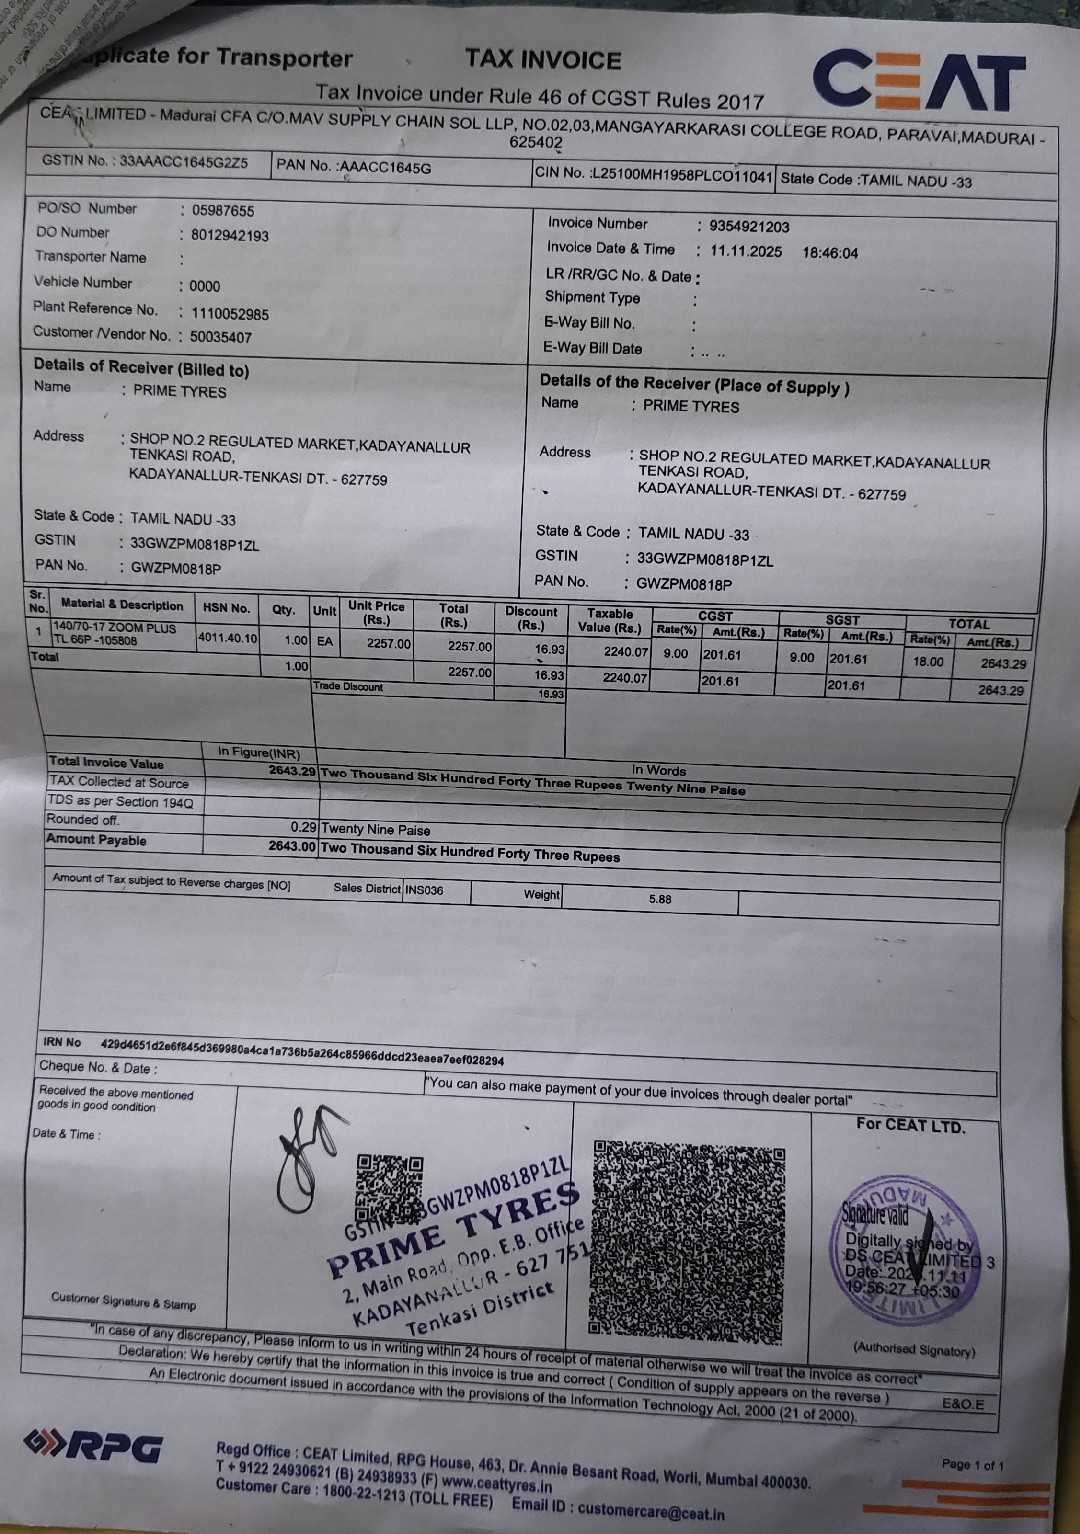 plicate for Transporter
TAX INVOICE
CEAT
Tax Invoice under Rule 46 of CGST Rules 2017
CEAT LIMITED - Madurai CFA C/O.MAV SUPPLY CHAIN SOL LLP, NO.02,03,MANGAYARKARASI COLLEGE ROAD, PARAVAI,MADURAI -
625402
GSTIN No. : 33AAACC1645G2Z5 PAN No. :AAACC1645G CIN No. :L25100MH1958PLCO11041 State Code :TAMIL NADU -33
PO/SO Number : 05987655
DO Number : 8012942193
Transporter Name :
Vehicle Number : 0000
Plant Reference No. : 1110052985
Customer /Vendor No. : 50035407
Invoice Number : 9354921203
Invoice Date & Time : 11.11.2025 18:46:04
LR /RR/GC No. & Date :
Shipment Type :
E-Way Bill No. :
E-Way Bill Date : .. ..
Details of Receiver (Billed to)
Name : PRIME TYRES
Address : SHOP NO.2 REGULATED MARKET,KADAYANALLUR
TENKASI ROAD,
KADAYANALLUR-TENKASI DT. - 627759
State & Code : TAMIL NADU -33
GSTIN : 33GWZPM0818P1ZL
PAN No. : GWZPM0818P
Details of the Receiver (Place of Supply )
Name : PRIME TYRES
Address : SHOP NO.2 REGULATED MARKET,KADAYANALLUR
TENKASI ROAD,
KADAYANALLUR-TENKASI DT. - 627759
State & Code : TAMIL NADU -33
GSTIN : 33GWZPM0818P1ZL
PAN No. : GWZPM0818P
Sr. No. Material & Description HSN No. Qty. Unit Unit Price (Rs.) Total (Rs.) Discount (Rs.) Taxable Value (Rs.) CGST SGST TOTAL
Rate(%) Amt.(Rs.) Rate(%) Amt.(Rs.) Rate(%) Amt.(Rs.)
1 140/70-17 ZOOM PLUS
TL 66P -105808 4011.40.10 1.00 EA 2257.00 2257.00 16.93 2240.07 9.00 201.61 9.00 201.61 18.00 2643.29
Total 1.00 2257.00 16.93 2240.07 201.61 201.61 2643.29
Trade Discount 16.93
In Figure(INR) In Words
Total Invoice Value 2643.29 Two Thousand Six Hundred Forty Three Rupees Twenty Nine Paise
TAX Collected at Source
TDS as per Section 194Q
Rounded off. 0.29 Twenty Nine Paise
Amount Payable 2643.00 Two Thousand Six Hundred Forty Three Rupees
Amount of Tax subject to Reverse charges [NO] Sales District INS036 Weight 5.88
IRN No 429d4651d2e6f845d369980a4ca1a736b5a264c85966ddcd23eaea7eef028294
Cheque No. & Date :
"You can also make payment of your due invoices through dealer portal"
Received the above mentioned
goods in good condition
Date & Time :
Customer Signature & Stamp
GSTIN 33GWZPM0818P1ZL
PRIME TYRES
2, Main Road, Opp. E.B. Office
KADAYANALLUR - 627 751
Tenkasi District
For CEAT LTD.
MADU
LIMIT
Signature valid
Digitally signed by
DS CEAT LIMITED 3
Date: 2025.11.11
19:56:27 +05:30
(Authorised Signatory)
"In case of any discrepancy, Please inform to us in writing within 24 hours of receipt of material otherwise we will treat the invoice as correct"
Declaration: We hereby certify that the information in this invoice is true and correct ( Condition of supply appears on the reverse )
E&O.E
An Electronic document issued in accordance with the provisions of the Information Technology Act, 2000 (21 of 2000).
RPG
Regd Office : CEAT Limited, RPG House, 463, Dr. Annie Besant Road, Worli, Mumbai 400030.
T + 9122 24930621 (B) 24938933 (F) www.ceattyres.in
Customer Care : 1800-22-1213 (TOLL FREE) Email ID : customercare@ceat.in
Page 1 of 1